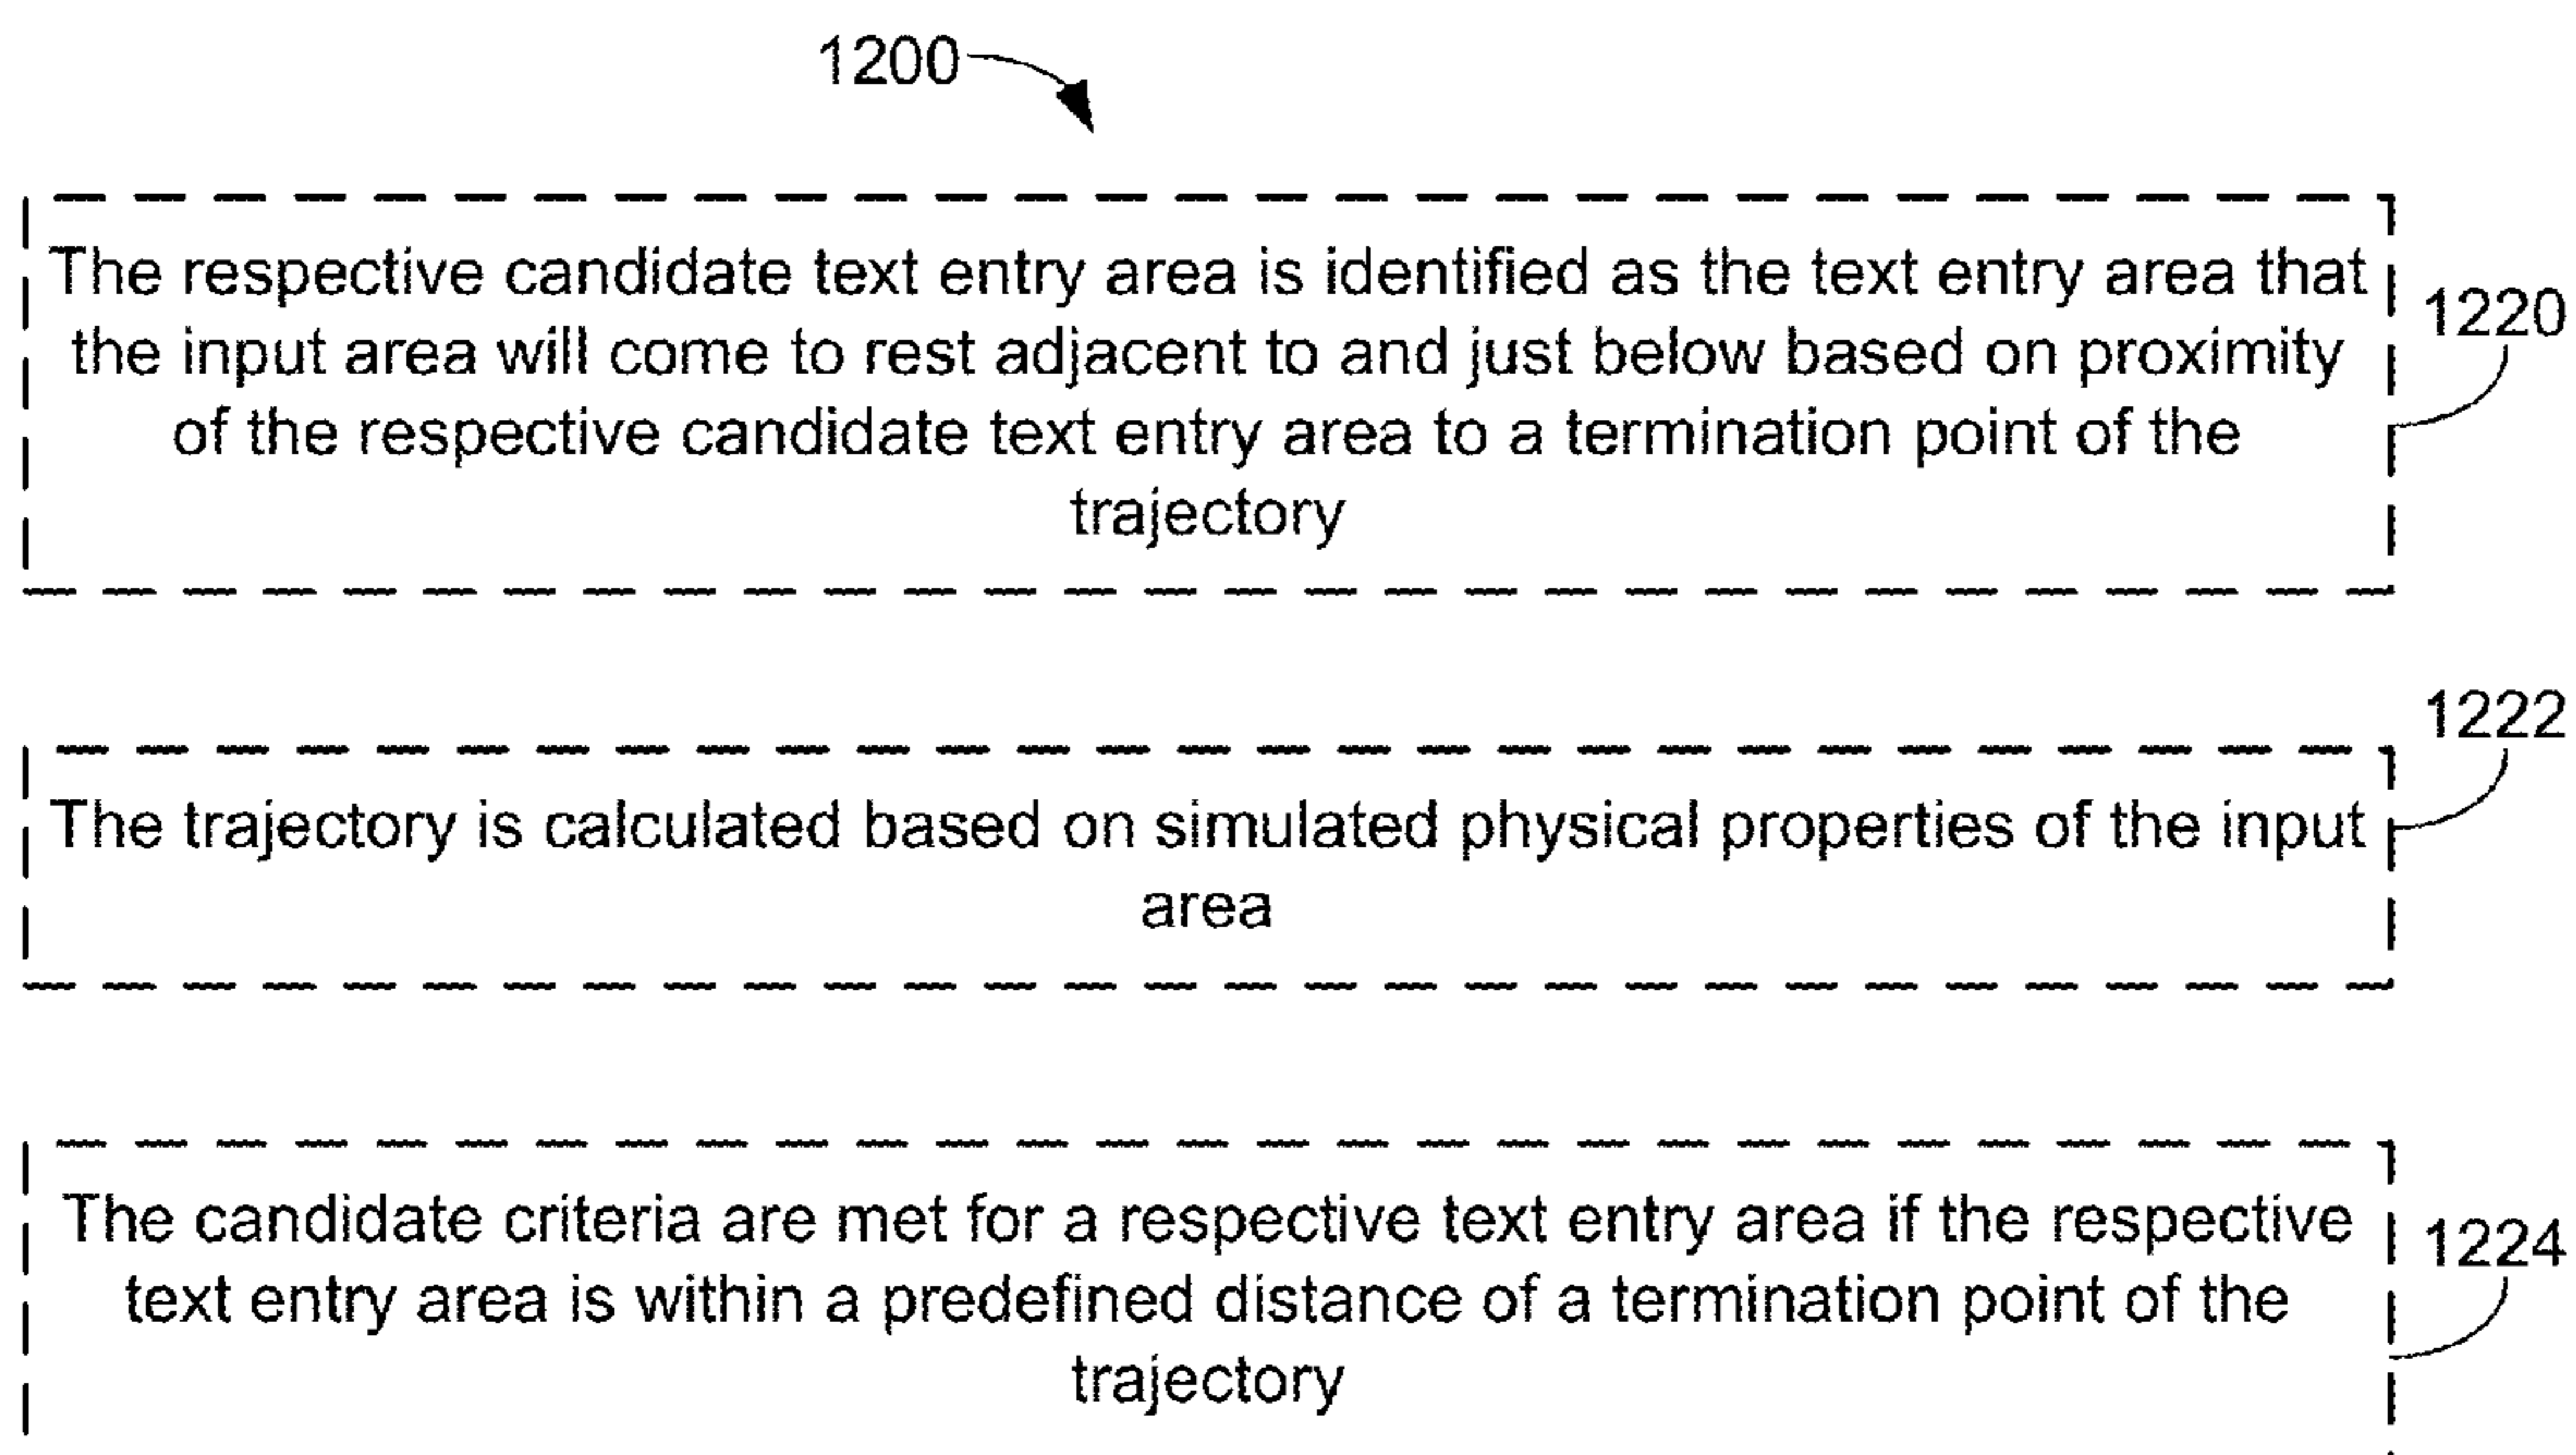 1200
The respective candidate text entry area is identified as the text entry area that
the input area will come to rest adjacent to and just below based on proximity
of the respective candidate text entry area to a termination point of the
trajectory
1220
The trajectory is calculated based on simulated physical properties of the input
area
1222
The candidate criteria are met for a respective text entry area if the respective
text entry area is within a predefined distance of a termination point of the
trajectory
1224